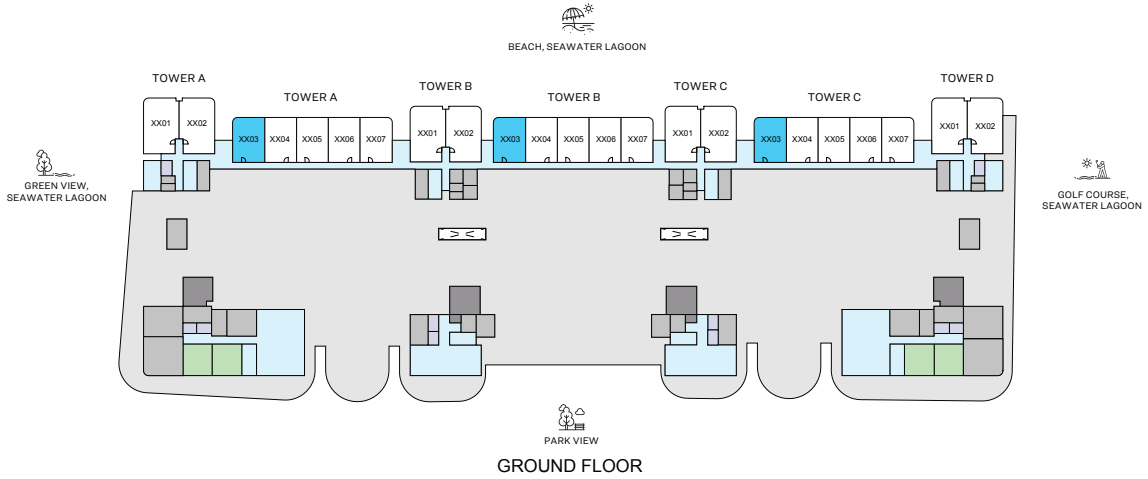 BEACH, SEAWATER LAGOON
TOWER A
TOWER A
TOWER B
TOWER B
TOWER C
TOWER C
TOWER D
XX01
XX02
XX03
XX04
XX05
XX06
XX07
XX01
XX02
XX03
XX04
XX05
XX06
XX07
XX01
XX02
XX03
XX04
XX05
XX06
XX07
XX01
XX02
GREEN VIEW,
SEAWATER LAGOON
GOLF COURSE,
SEAWATER LAGOON
PARK VIEW
GROUND FLOOR